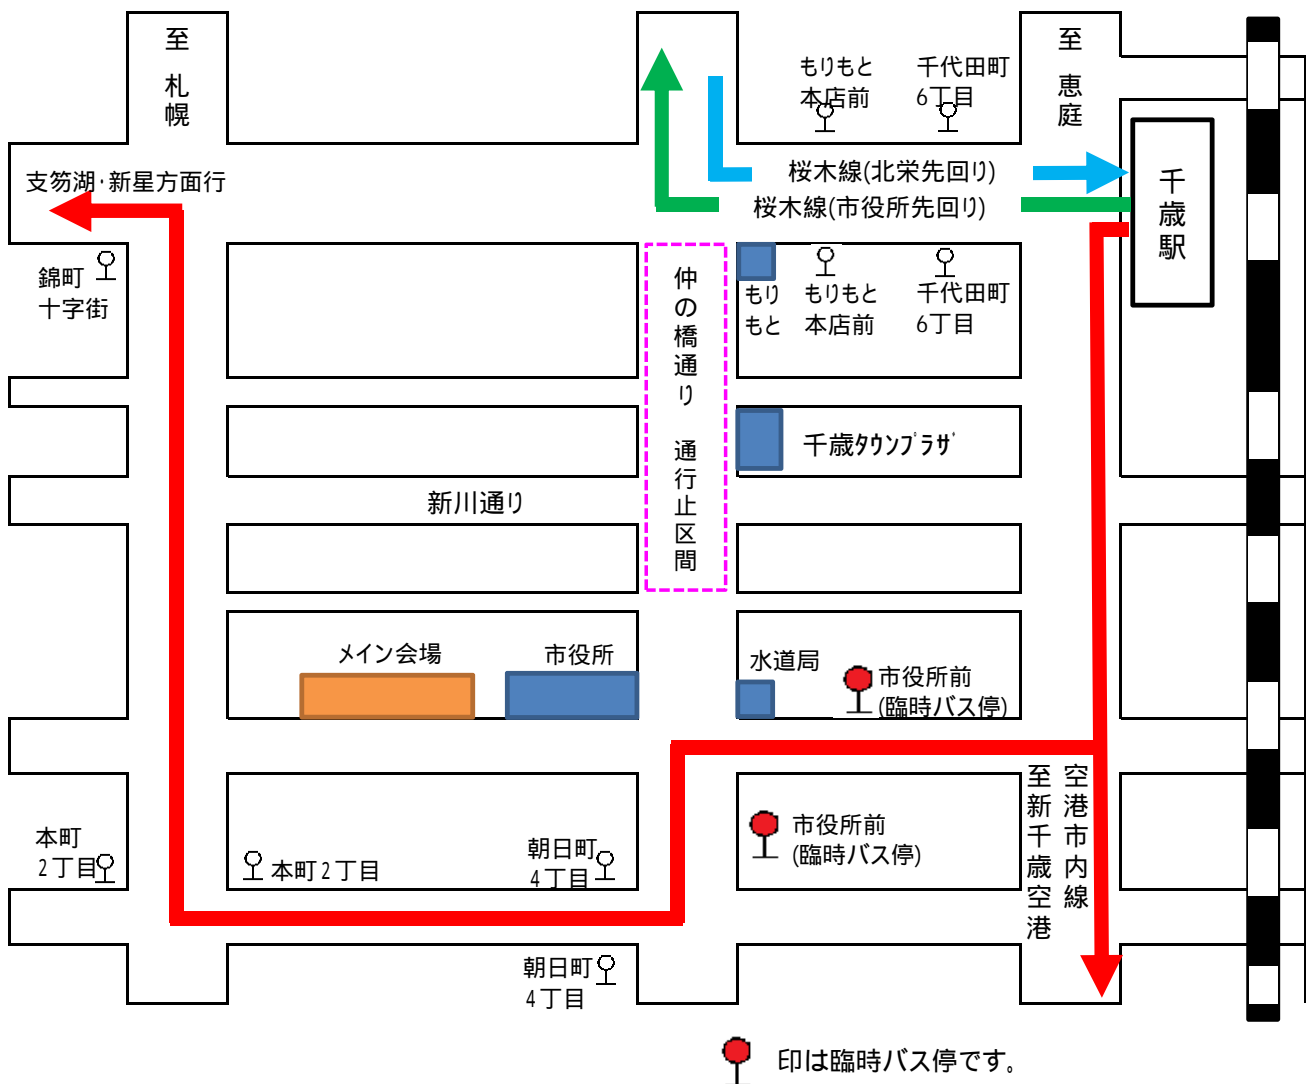 至 札幌
至 恵庭
もりもと
本店前
千代田町
6丁目
支笏湖・新星方面行
桜木線(北栄先回り)
桜木線(市役所先回り)
千歳駅
錦町
十字街
仲の橋通り 通行止区間
もり
もと
もりもと
本店前
千代田町
6丁目
千歳ﾀｳﾝﾌﾟﾗｻﾞ
新川通り
メイン会場
市役所
水道局
市役所前
(臨時バス停)
空港市内線
至新千歳空港
市役所前
(臨時バス停)
本町
2丁目
本町2丁目
朝日町
4丁目
朝日町
4丁目
印は臨時バス停です。